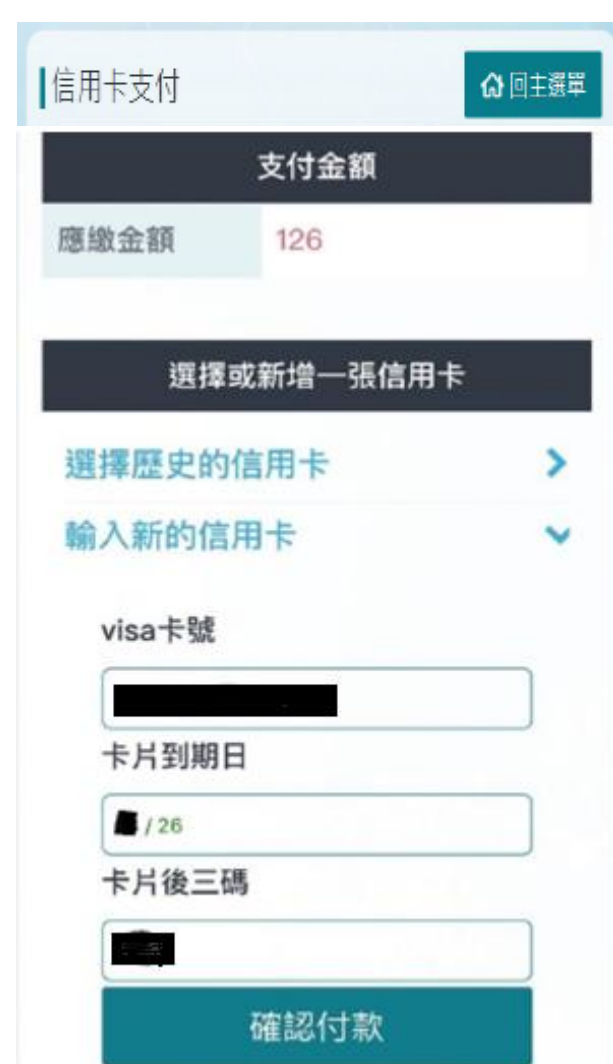 信用卡支付
回主選單
支付金額
應繳金額 126
選擇或新增一張信用卡
選擇歷史的信用卡
輸入新的信用卡
visa卡號
卡片到期日
/ 26
卡片後三碼
確認付款